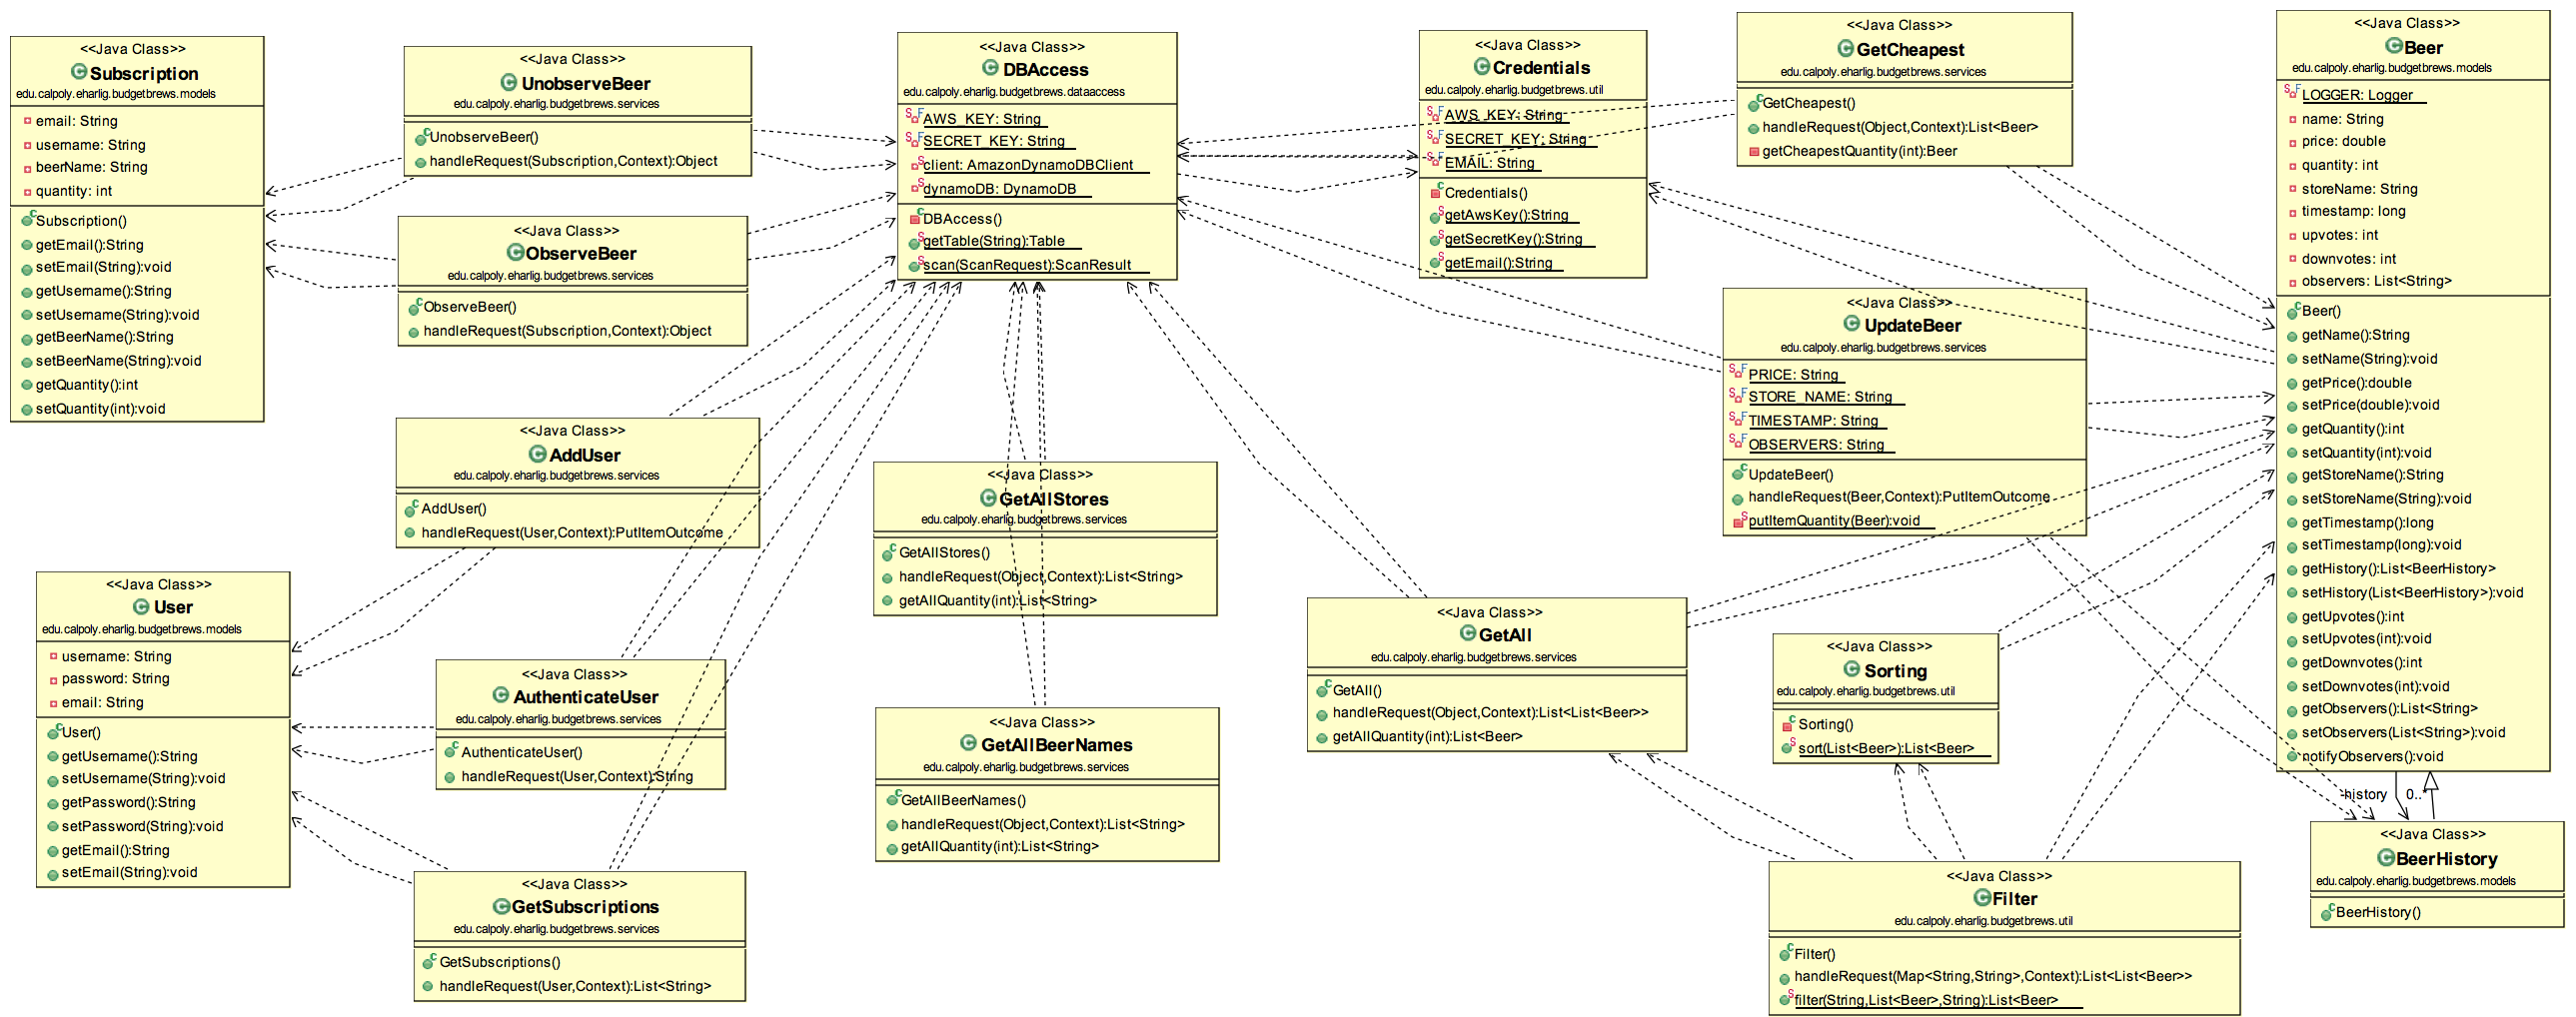 <<Java Class>>
Subscription
edu.calpoly.eharlig.budgetbrews.models
email: String
username: String
beerName: String
quantity: int
Subscription()
getEmail():String
setEmail(String):void
getUsername():String
setUsername(String):void
getBeerName():String
setBeerName(String):void
getQuantity():int
setQuantity(int):void
<<Java Class>>
UnobserveBeer
edu.calpoly.eharlig.budgetbrews.services
UnobserveBeer()
handleRequest(Subscription,Context):Object
<<Java Class>>
ObserveBeer
edu.calpoly.eharlig.budgetbrews.services
ObserveBeer()
handleRequest(Subscription,Context):Object
<<Java Class>>
AddUser
edu.calpoly.eharlig.budgetbrews.services
AddUser()
handleRequest(User,Context):PutItemOutcome
<<Java Class>>
User
edu.calpoly.eharlig.budgetbrews.models
username: String
password: String
email: String
User()
getUsername():String
setUsername(String):void
getPassword():String
setPassword(String):void
getEmail():String
setEmail(String):void
<<Java Class>>
AuthenticateUser
edu.calpoly.eharlig.budgetbrews.services
AuthenticateUser()
handleRequest(User,Context):String
<<Java Class>>
GetSubscriptions
edu.calpoly.eharlig.budgetbrews.services
GetSubscriptions()
handleRequest(User,Context):List<String>
<<Java Class>>
DBAccess
edu.calpoly.eharlig.budgetbrews.dataaccess
AWS_KEY: String
SECRET_KEY: String
client: AmazonDynamoDBClient
dynamoDB: DynamoDB
DBAccess()
getTable(String):Table
scan(ScanRequest):ScanResult
<<Java Class>>
GetAllStores
edu.calpoly.eharlig.budgetbrews.services
GetAllStores()
handleRequest(Object,Context):List<String>
getAllQuantity(int):List<String>
<<Java Class>>
GetAllBeerNames
edu.calpoly.eharlig.budgetbrews.services
GetAllBeerNames()
handleRequest(Object,Context):List<String>
getAllQuantity(int):List<String>
<<Java Class>>
Credentials
edu.calpoly.eharlig.budgetbrews.util
AWS_KEY: String
SECRET_KEY: String
EMAIL: String
Credentials()
getAwsKey():String
getSecretKey():String
getEmail():String
<<Java Class>>
GetCheapest
edu.calpoly.eharlig.budgetbrews.services
GetCheapest()
handleRequest(Object,Context):List<Beer>
getCheapestQuantity(int):Beer
<<Java Class>>
UpdateBeer
edu.calpoly.eharlig.budgetbrews.services
PRICE: String
STORE_NAME: String
TIMESTAMP: String
OBSERVERS: String
UpdateBeer()
handleRequest(Beer,Context):PutItemOutcome
putItemQuantity(Beer):void
<<Java Class>>
GetAll
edu.calpoly.eharlig.budgetbrews.services
GetAll()
handleRequest(Object,Context):List<List<Beer>>
getAllQuantity(int):List<Beer>
<<Java Class>>
Sorting
edu.calpoly.eharlig.budgetbrews.util
Sorting()
sort(List<Beer>):List<Beer>
<<Java Class>>
Filter
edu.calpoly.eharlig.budgetbrews.util
Filter()
handleRequest(Map<String,String>,Context):List<List<Beer>>
filter(String,List<Beer>,String):List<Beer>
<<Java Class>>
Beer
edu.calpoly.eharlig.budgetbrews.models
LOGGER: Logger
name: String
price: double
quantity: int
storeName: String
timestamp: long
upvotes: int
downvotes: int
observers: List<String>
Beer()
getName():String
setName(String):void
getPrice():double
setPrice(double):void
getQuantity():int
setQuantity(int):void
getStoreName():String
setStoreName(String):void
getTimestamp():long
setTimestamp(long):void
getHistory():List<BeerHistory>
setHistory(List<BeerHistory>):void
getUpvotes():int
setUpvotes(int):void
getDownvotes():int
setDownvotes(int):void
getObservers():List<String>
setObservers(List<String>):void
notifyObservers():void
-history 0..*
<<Java Class>>
BeerHistory
edu.calpoly.eharlig.budgetbrews.models
BeerHistory()